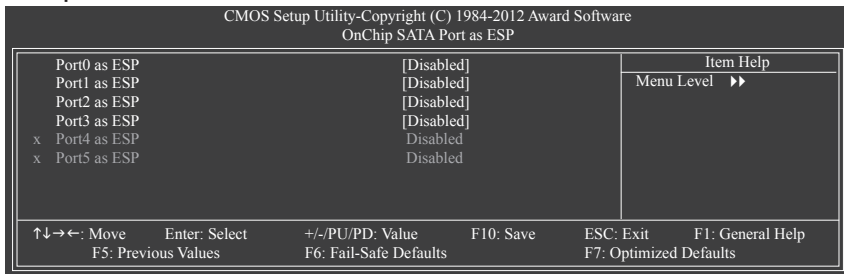 CMOS Setup Utility-Copyright (C) 1984-2012 Award Software
OnChip SATA Port as ESP
Port0 as ESP [Disabled]
Port1 as ESP [Disabled]
Port2 as ESP [Disabled]
Port3 as ESP [Disabled]
x Port4 as ESP Disabled
x Port5 as ESP Disabled
Item Help
Menu Level ▶▶
↑↓→←: Move Enter: Select +/-/PU/PD: Value F10: Save ESC: Exit F1: General Help
F5: Previous Values F6: Fail-Safe Defaults F7: Optimized Defaults